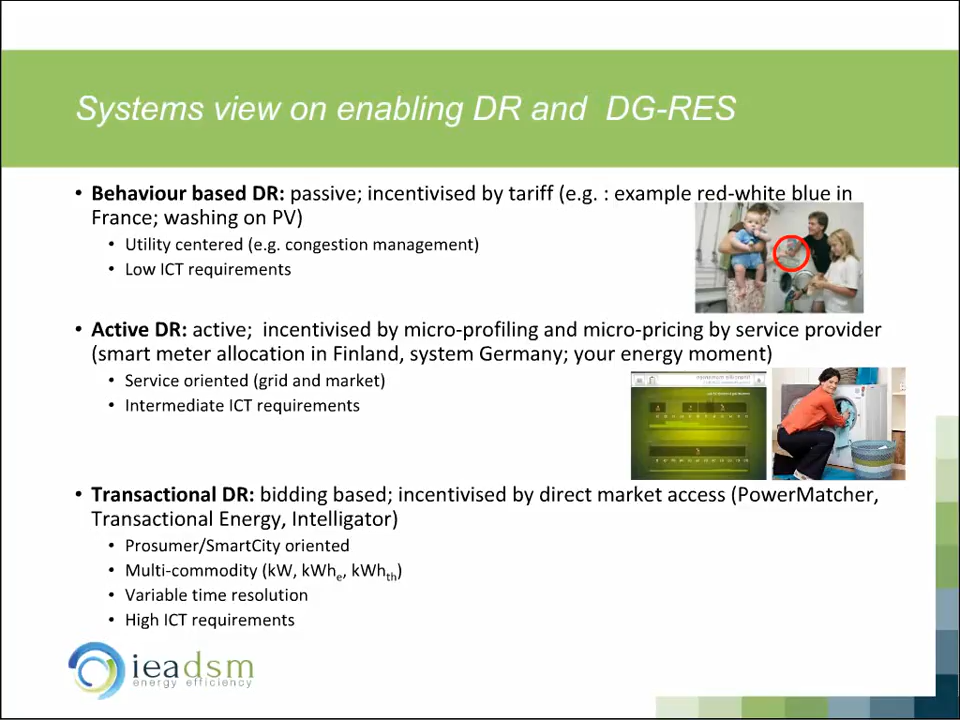 Systems view on enabling DR and  DG-RES
• Behaviour based DR: passive; incentivised by tariff (e.g. : example red-white blue in
France; washing on PV)
• Utility centered (e.g. congestion management)
• Low ICT requirements
• Active DR: active;  incentivised by micro-profiling and micro-pricing by service provider
(smart meter allocation in Finland, system Germany; your energy moment)
• Service oriented (grid and market)
• Intermediate ICT requirements
• Transactional DR: bidding based; incentivised by direct market access (PowerMatcher,
Transactional Energy, Intelligator)
• Prosumer/SmartCity oriented
• Multi-commodity (kW, kWhe, kWhth)
• Variable time resolution
• High ICT requirements
ieadsm
energy efficiency